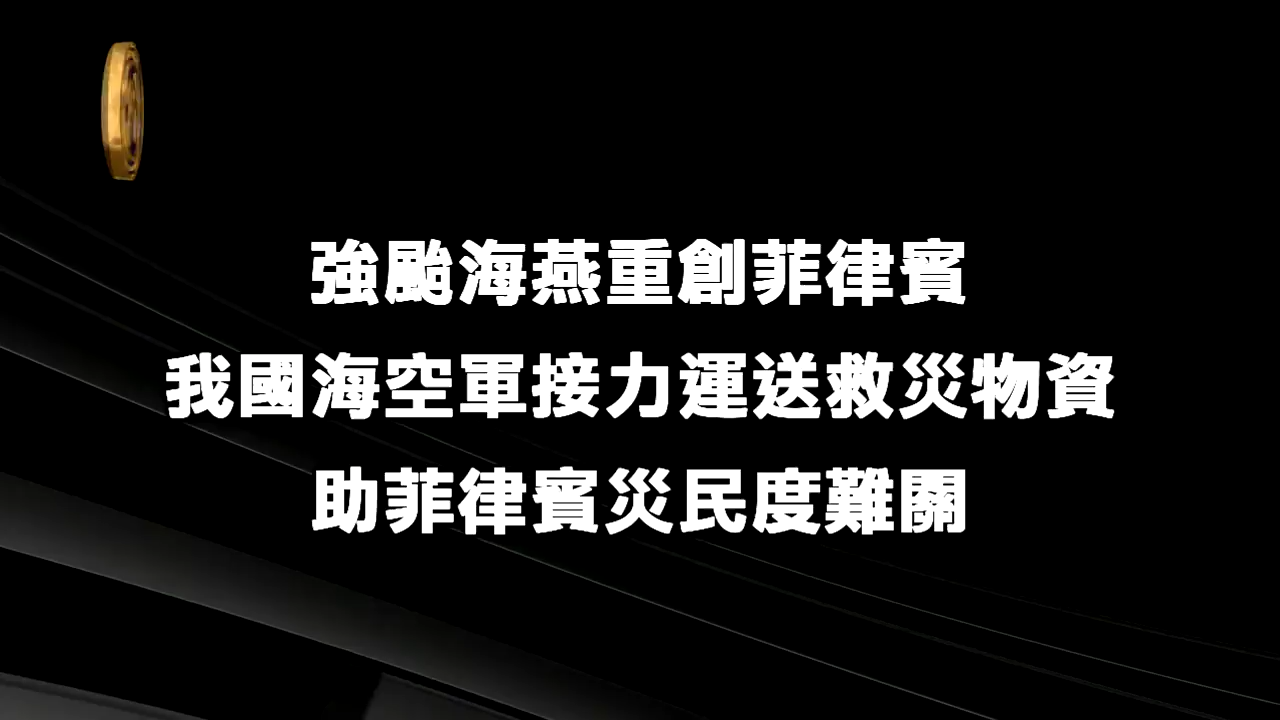 強颱海燕重創菲律賓
我國海空軍接力運送救災物資
助菲律賓災民度難關